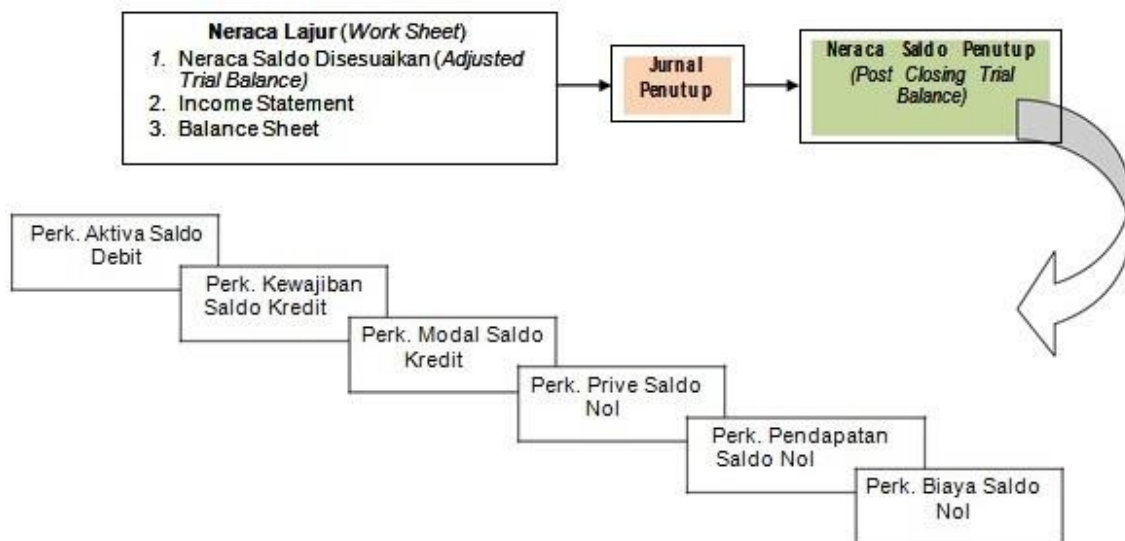 Neraca Lajur (Work Sheet)
1. Neraca Saldo Disesuaikan (Adjusted
Trial Balance)
2. Income Statement
3. Balance Sheet
Jurnal
Penutup
Neraca Saldo Penutup
(Post Closing Trial
Balance)
Perk. Aktiva Saldo
Debit
Perk. Kewajiban
Saldo Kredit
Perk. Modal Saldo
Kredit
Perk. Prive Saldo
Nol
Perk. Pendapatan
Saldo Nol
Perk. Biaya Saldo
Nol